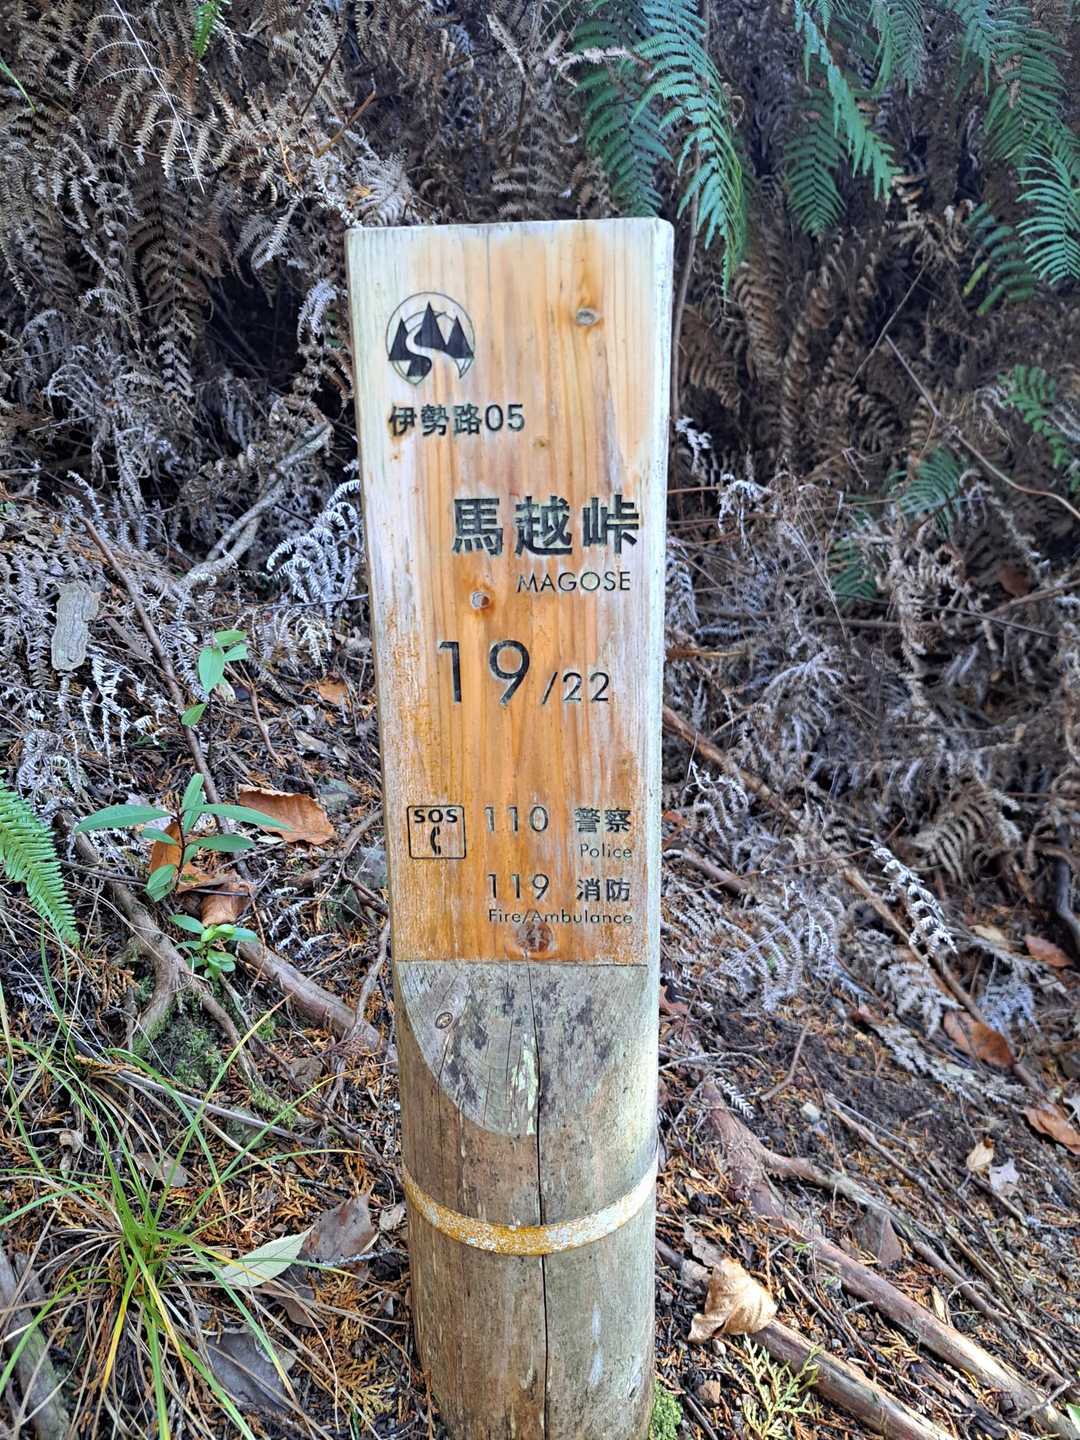 伊勢路05
馬越峠
MAGOSE
19/22
SOS 110 警察
Police
119 消防
Fire/Ambulance